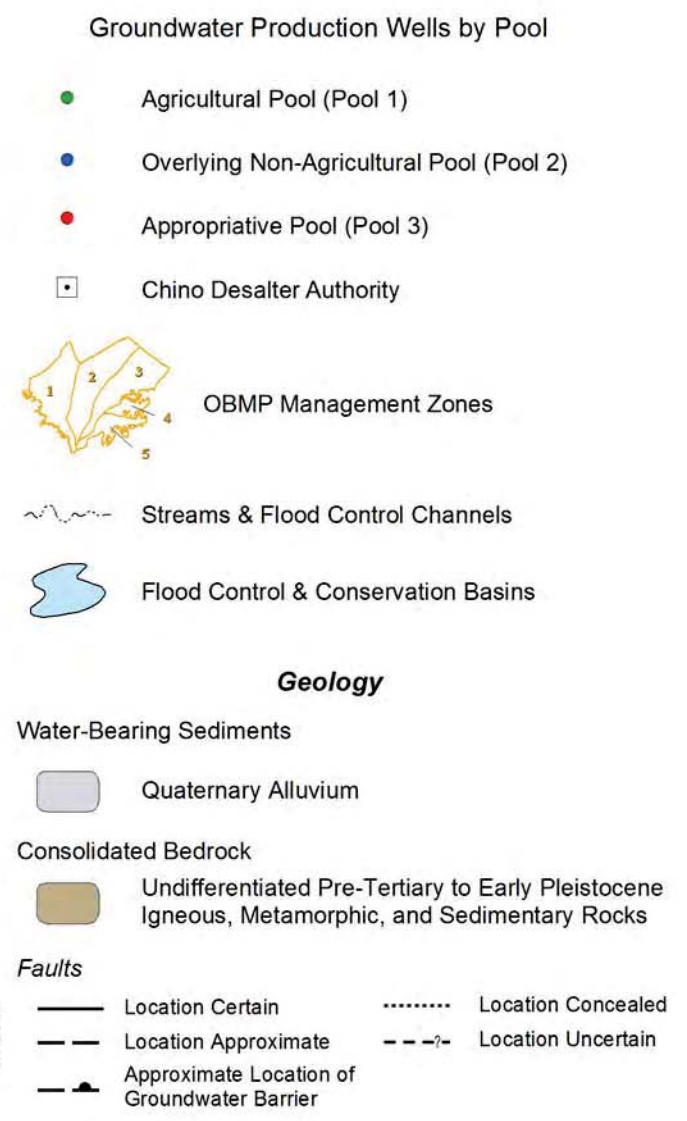 Groundwater Production Wells by Pool
Agricultural Pool (Pool 1)
Overlying Non-Agricultural Pool (Pool 2)
Appropriative Pool (Pool 3)
Chino Desalter Authority
1
2
3
4
5
OBMP Management Zones
Streams & Flood Control Channels
Flood Control & Conservation Basins
Geology
Water-Bearing Sediments
Quaternary Alluvium
Consolidated Bedrock
Undifferentiated Pre-Tertiary to Early Pleistocene
Igneous, Metamorphic, and Sedimentary Rocks
Faults
Location Certain
Location Concealed
Location Approximate
?
Location Uncertain
Approximate Location of
Groundwater Barrier